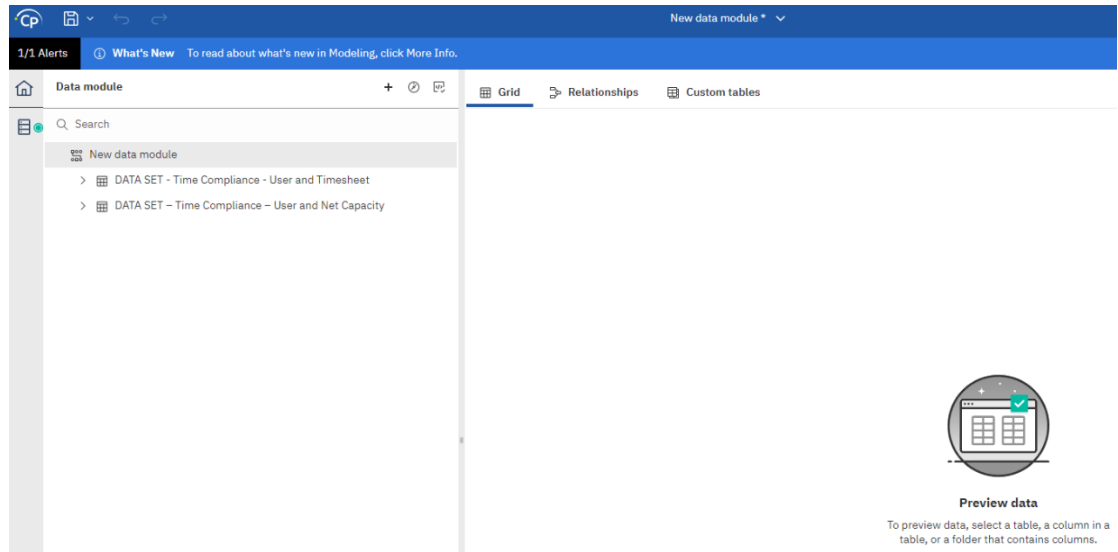 Cp
New data module *
1/1 Alerts
What's New To read about what's new in Modeling, click More Info.
Data module
Grid
Relationships
Custom tables
Search
New data module
DATA SET - Time Compliance - User and Timesheet
DATA SET – Time Compliance – User and Net Capacity
Preview data
To preview data, select a table, a column in a
table, or a folder that contains columns.